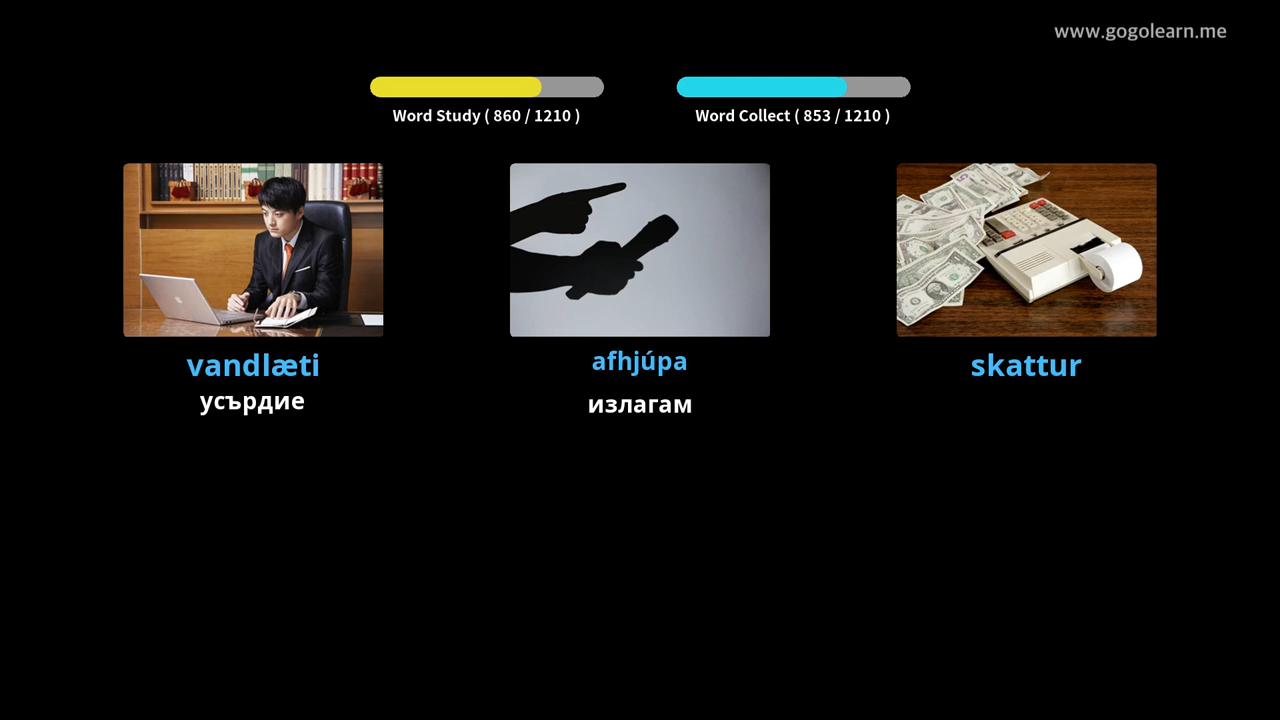 www.gogolearn.me
Word Study ( 860 / 1210 )
Word Collect ( 853 / 1210 )
vandlæti
усърдие
afhjúpa
излагам
skattur